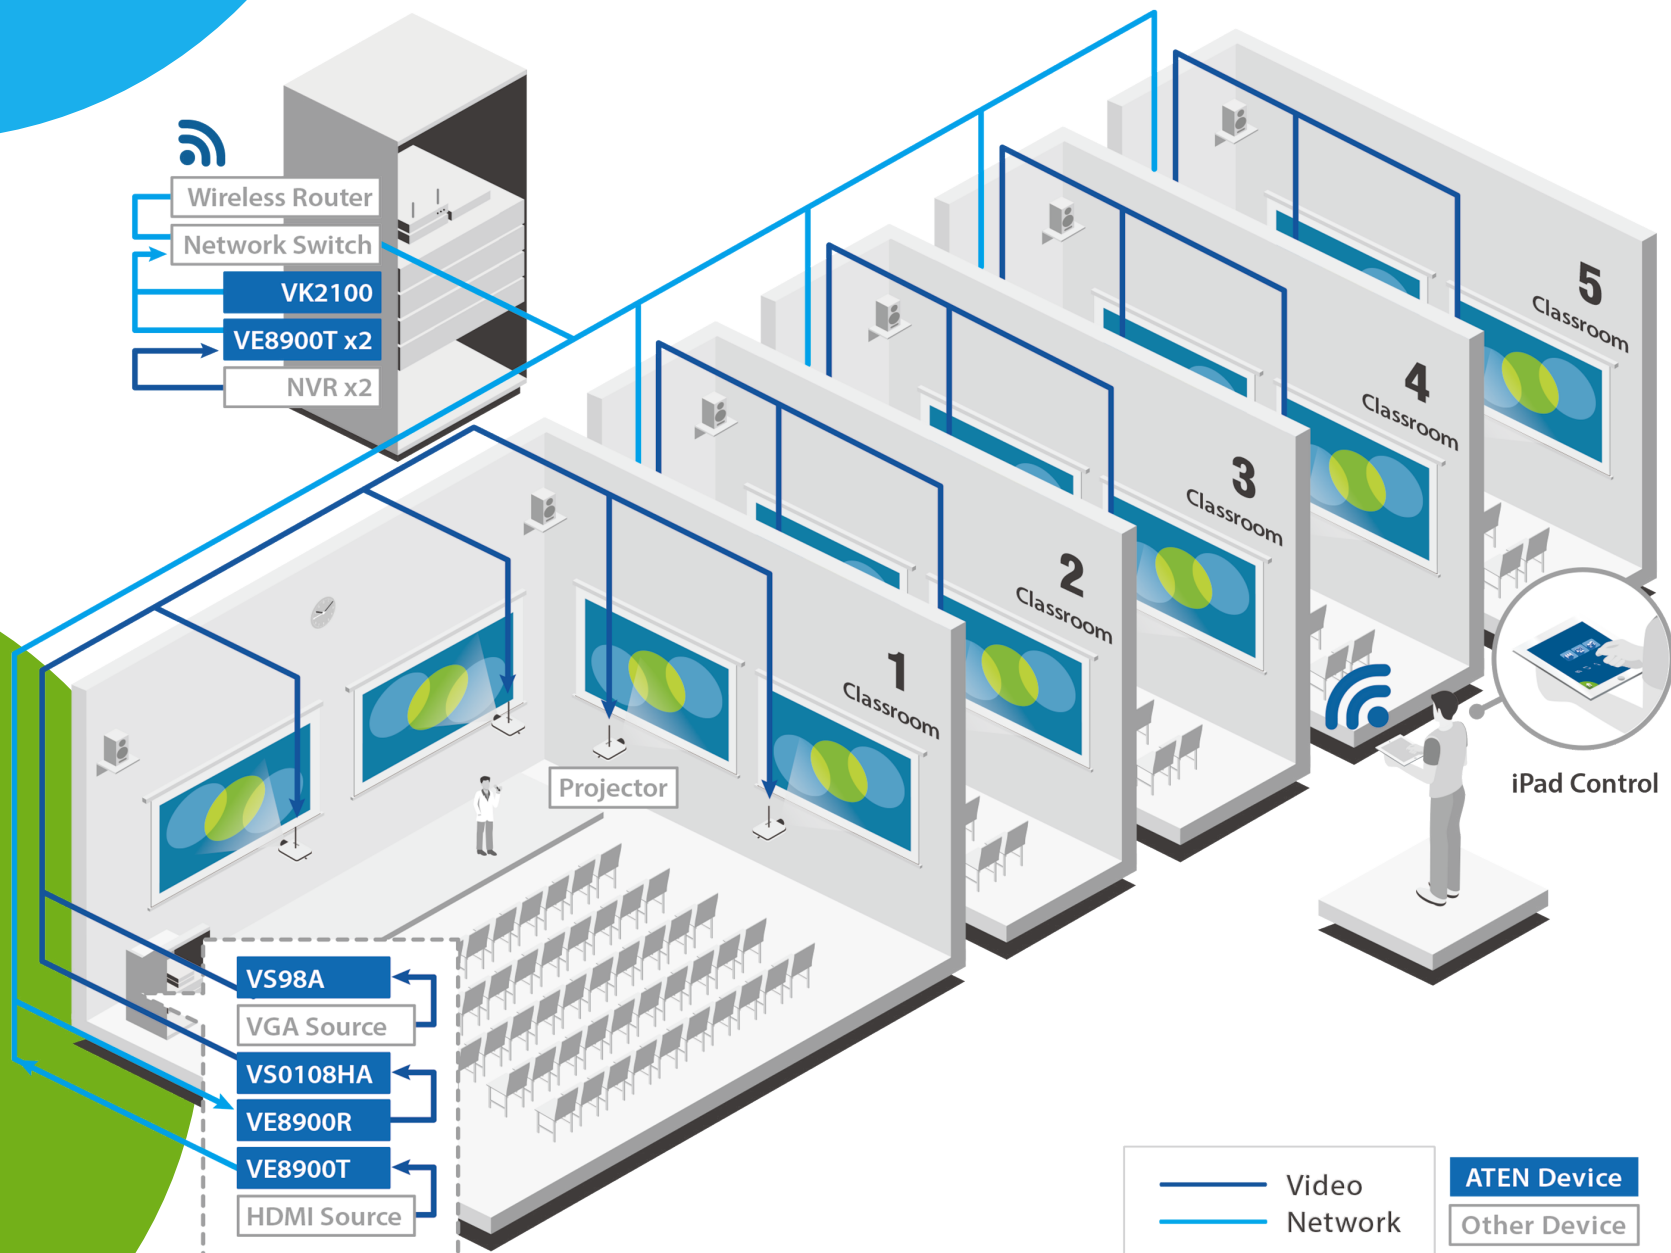 Wireless Router
Network Switch
VK2100
VE8900T x2
NVR x2
5
Classroom
4
Classroom
3
Classroom
2
Classroom
1
Classroom
Projector
iPad Control
VS98A
VGA Source
VS0108HA
VE8900R
VE8900T
HDMI Source
Video
Network
ATEN Device
Other Device